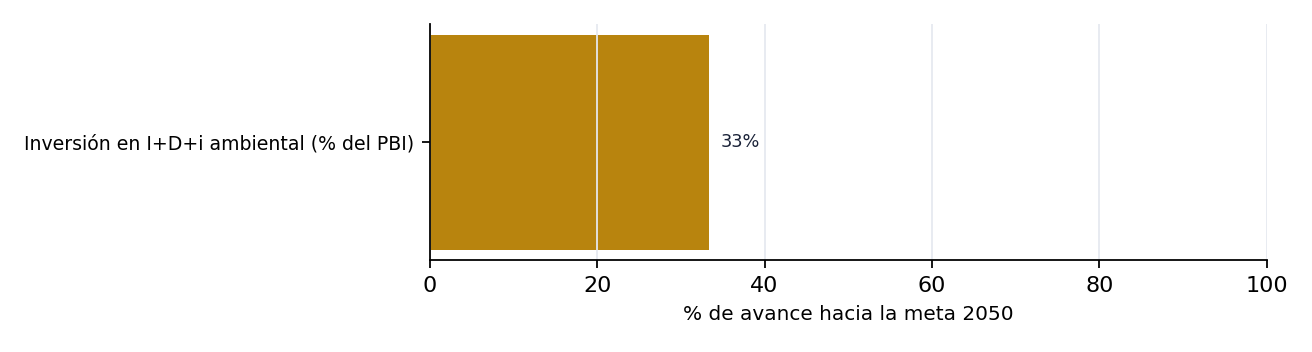 Inversión en I+D+i ambiental (% del PBI)
33%
0 20 40 60 80 100
% de avance hacia la meta 2050